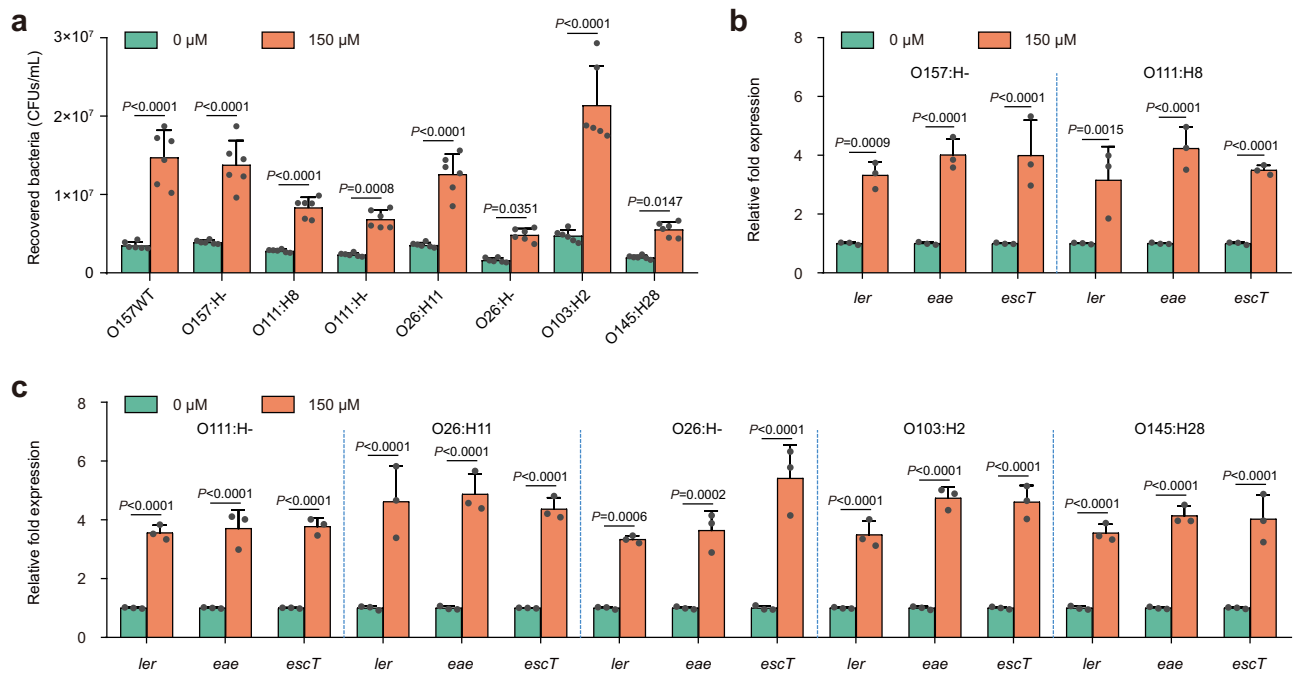 a
0 µM 150 µM
Recovered bacteria (CFUs/mL)
3×10⁷
2×10⁷
1×10⁷
0
P<0.0001
P<0.0001
P<0.0001
P=0.0008
P<0.0001
P=0.0351
P<0.0001
P=0.0147
O157WT
O157:H-
O111:H8
O111:H-
O26:H11
O26:H-
O103:H2
O145:H28
b
0 µM 150 µM
Relative fold expression
8
6
4
2
0
O157:H- O111:H8
P=0.0009
P<0.0001
P<0.0001
P=0.0015
P<0.0001
P<0.0001
ler eae escT ler eae escT
c
0 µM 150 µM
Relative fold expression
8
6
4
2
0
O111:H- O26:H11 O26:H- O103:H2 O145:H28
P<0.0001
P<0.0001
P<0.0001
P<0.0001
P<0.0001
P<0.0001
P=0.0006
P=0.0002
P<0.0001
P<0.0001
P<0.0001
P<0.0001
P<0.0001
P<0.0001
P<0.0001
ler eae escT ler eae escT ler eae escT ler eae escT ler eae escT